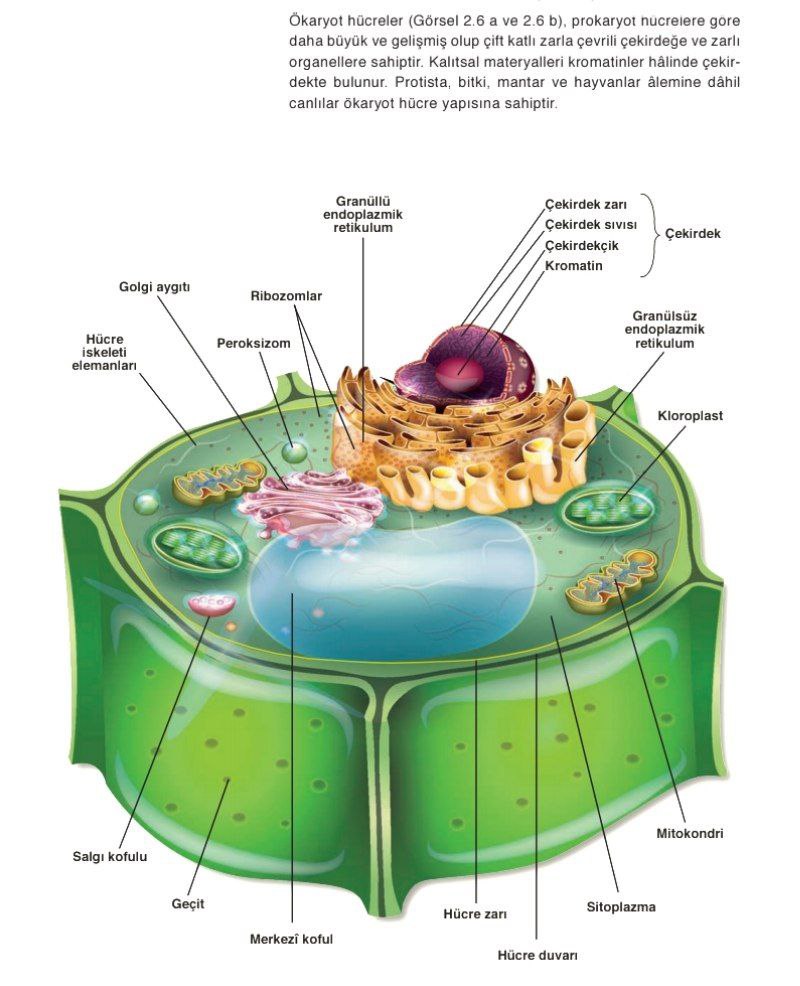 Ökaryot hücreler (Görsel 2.6 a ve 2.6 b), prokaryot hücrelere göre
daha büyük ve gelişmiş olup çift katlı zarla çevrili çekirdeğe ve zarlı
organellere sahiptir. Kalıtsal materyalleri kromatinler hâlinde çekir-
dekte bulunur. Protista, bitki, mantar ve hayvanlar âlemine dâhil
canlılar ökaryot hücre yapısına sahiptir.
Granüllü
endoplazmik
retikulum
Çekirdek zarı
Çekirdek sıvısı
Çekirdekçik
Kromatin
Çekirdek
Golgi aygıtı
Ribozomlar
Peroksizom
Hücre
iskeleti
elemanları
Granülsüz
endoplazmik
retikulum
Kloroplast
Mitokondri
Salgı kofulu
Geçit
Merkezî koful
Hücre zarı
Sitoplazma
Hücre duvarı